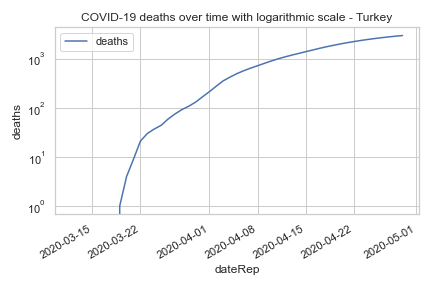 COVID-19 deaths over time with logarithmic scale - Turkey
deaths
deaths
10³
10²
10¹
10⁰
2020-03-15
2020-03-22
2020-04-01
2020-04-08
2020-04-15
2020-04-22
2020-05-01
dateRep